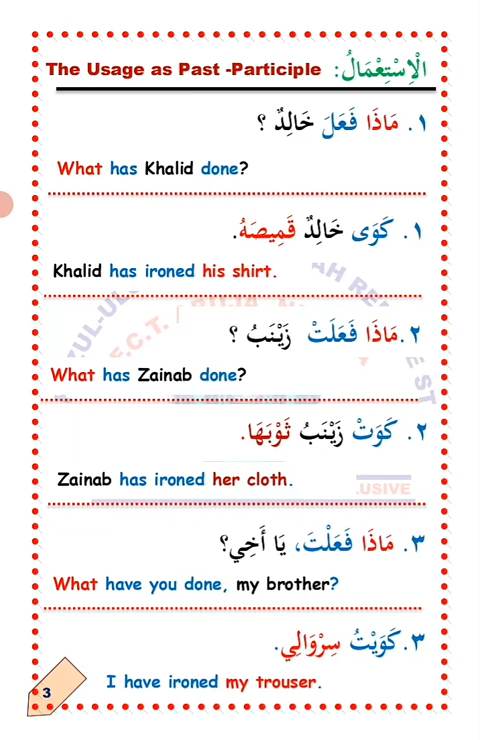 The Usage as Past -Participle الْاِسْتِعْمَالُ:
١. مَاذَا فَعَلَ خَالِدٌ ؟
What has Khalid done?
١. كَوَى خَالِدٌ قَمِيصَهُ.
Khalid has ironed his shirt.
٢.مَاذَا فَعَلَتْ زَيْنَبُ ؟
What has Zainab done?
٢. كَوَتْ زَيْنَبُ ثَوْبَهَا.
Zainab has ironed her cloth.
.USIVE
٣. مَاذَا فَعَلْتَ، يَا أَخِي؟
What have you done, my brother?
٣.كَوَيْتُ سِرْوَالِي.
I have ironed my trouser.
3